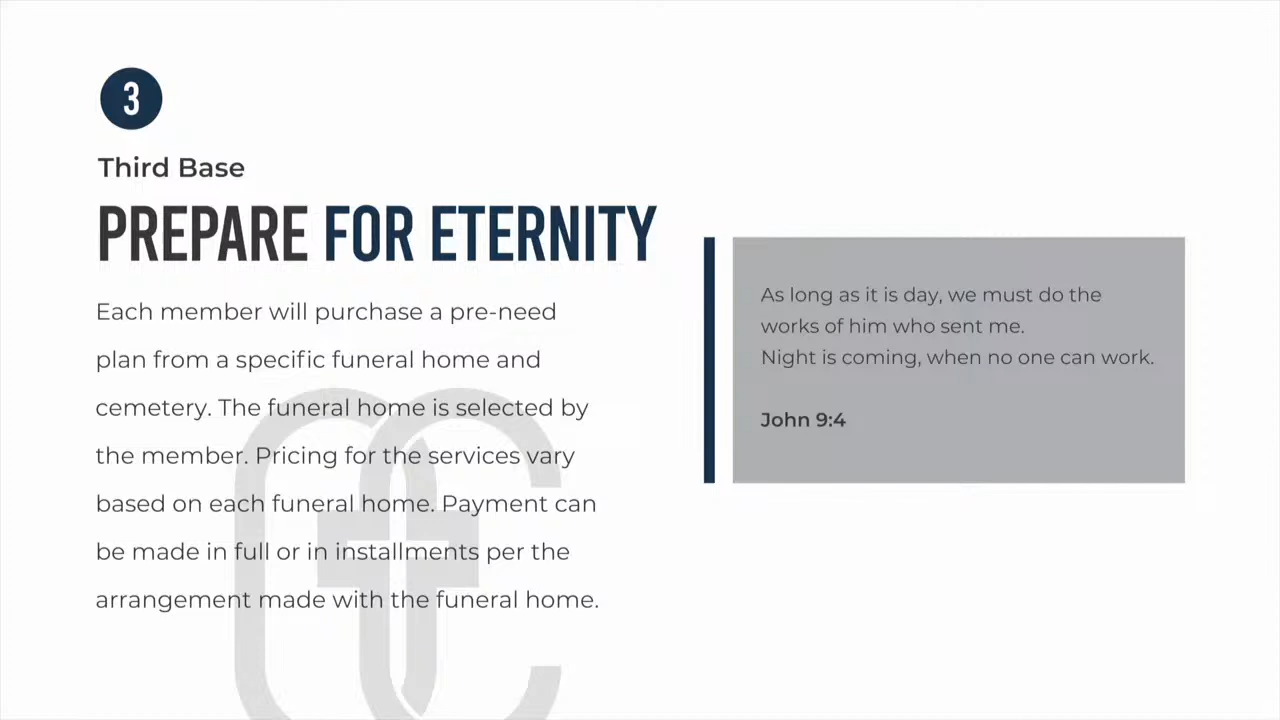 3
Third Base
PREPARE FOR ETERNITY
Each member will purchase a pre-need
plan from a specific funeral home and
cemetery. The funeral home is selected by
the member. Pricing for the services vary
based on each funeral home. Payment can
be made in full or in installments per the
arrangement made with the funeral home.
As long as it is day, we must do the
works of him who sent me.
Night is coming, when no one can work.
John 9:4